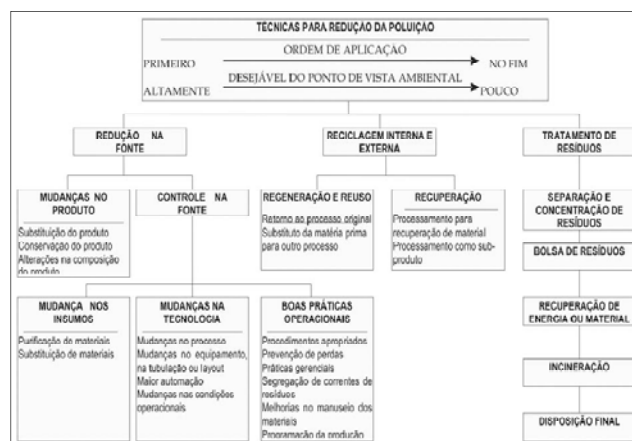 TÉCNICAS PARA REDUÇÃO DA POLUIÇÃO
ORDEM DE APLICAÇÃO
PRIMEIRO
NO FIM
DESEJÁVEL DO PONTO DE VISTA AMBIENTAL
ALTAMENTE
POUCO
REDUÇÃO NA
FONTE
RECICLAGEM INTERNA E
EXTERNA
TRATAMENTO DE
RESÍDUOS
MUDANÇAS NO
PRODUTO
Substituição do produto
Conservação do produto
Alterações na composição
do produto
CONTROLE NA
FONTE
REGENERAÇÃO E REUSO
Retorno ao processo original
Substituto da matéria prima
para outro processo
RECUPERAÇÃO
Processamento para
recuperação de material
Processamento como sub-
produto
SEPARAÇÃO E
CONCENTRAÇÃO DE
RESÍDUOS
BOLSA DE RESÍDUOS
RECUPERAÇÃO DE
ENERGIA OU MATERIAL
INCINERAÇÃO
DISPOSIÇÃO FINAL
MUDANÇA NOS
INSUMOS
Purificação de materiais
Substituição de materiais
MUDANÇAS NA
TECNOLOGIA
Mudanças no processo
Mudanças no equipamento,
na tubulação ou layout
Maior automação
Mudanças nas condições
operacionais
BOAS PRÁTICAS
OPERACIONAIS
Procedimentos apropriados
Prevenção de perdas
Práticas gerenciais
Segregação de correntes de
resíduos
Melhorias no manuseio dos
materiais
Programação da produção